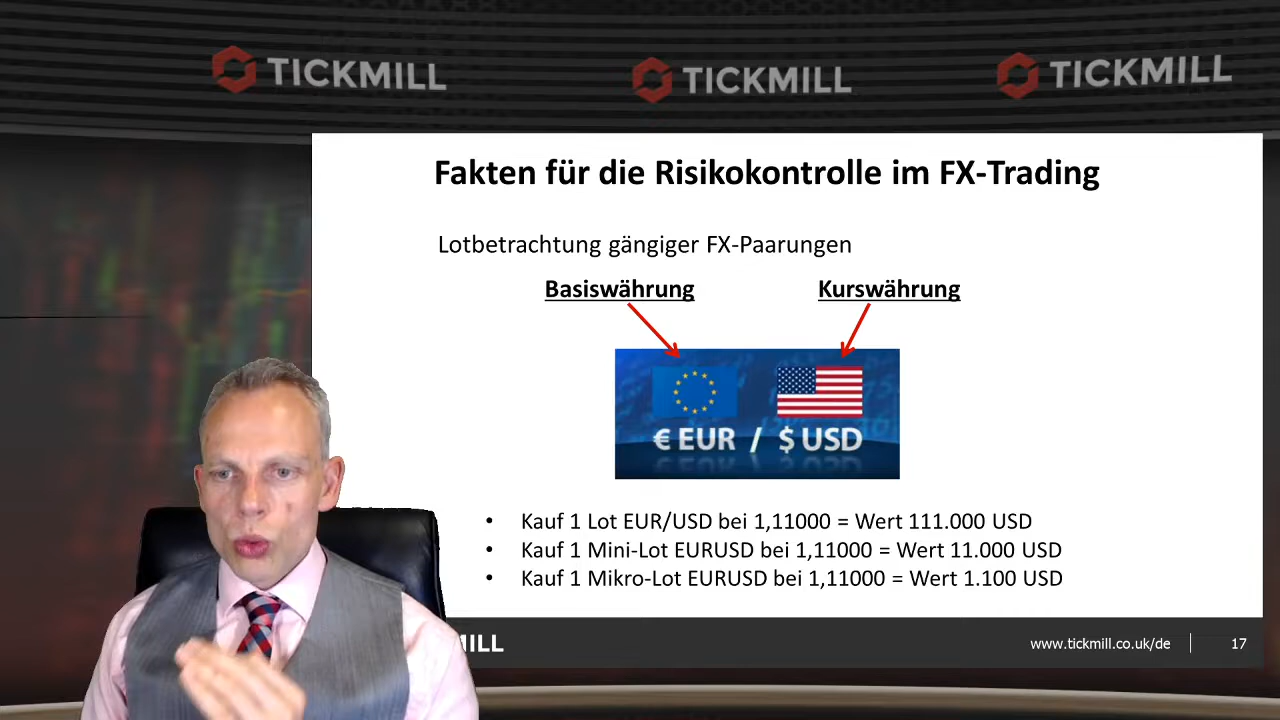 TICKMILL TICKMILL TICKMILL
Fakten für die Risikokontrolle im FX-Trading
Lotbetrachtung gängiger FX-Paarungen
Basiswährung Kurswährung
€ EUR / $ USD
• Kauf 1 Lot EUR/USD bei 1,11000 = Wert 111.000 USD
• Kauf 1 Mini-Lot EURUSD bei 1,11000 = Wert 11.000 USD
• Kauf 1 Mikro-Lot EURUSD bei 1,11000 = Wert 1.100 USD
ILL www.tickmill.co.uk/de 17